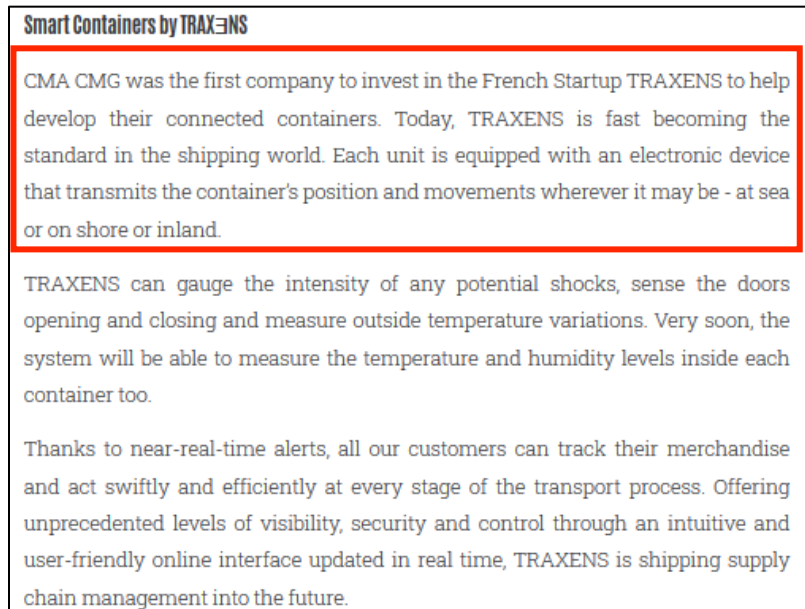 Smart Containers by TRAXƎNS
CMA CMG was the first company to invest in the French Startup TRAXENS to help
develop their connected containers. Today, TRAXENS is fast becoming the
standard in the shipping world. Each unit is equipped with an electronic device
that transmits the container's position and movements wherever it may be - at sea
or on shore or inland.
TRAXENS can gauge the intensity of any potential shocks, sense the doors
opening and closing and measure outside temperature variations. Very soon, the
system will be able to measure the temperature and humidity levels inside each
container too.
Thanks to near-real-time alerts, all our customers can track their merchandise
and act swiftly and efficiently at every stage of the transport process. Offering
unprecedented levels of visibility, security and control through an intuitive and
user-friendly online interface updated in real time, TRAXENS is shipping supply
chain management into the future.